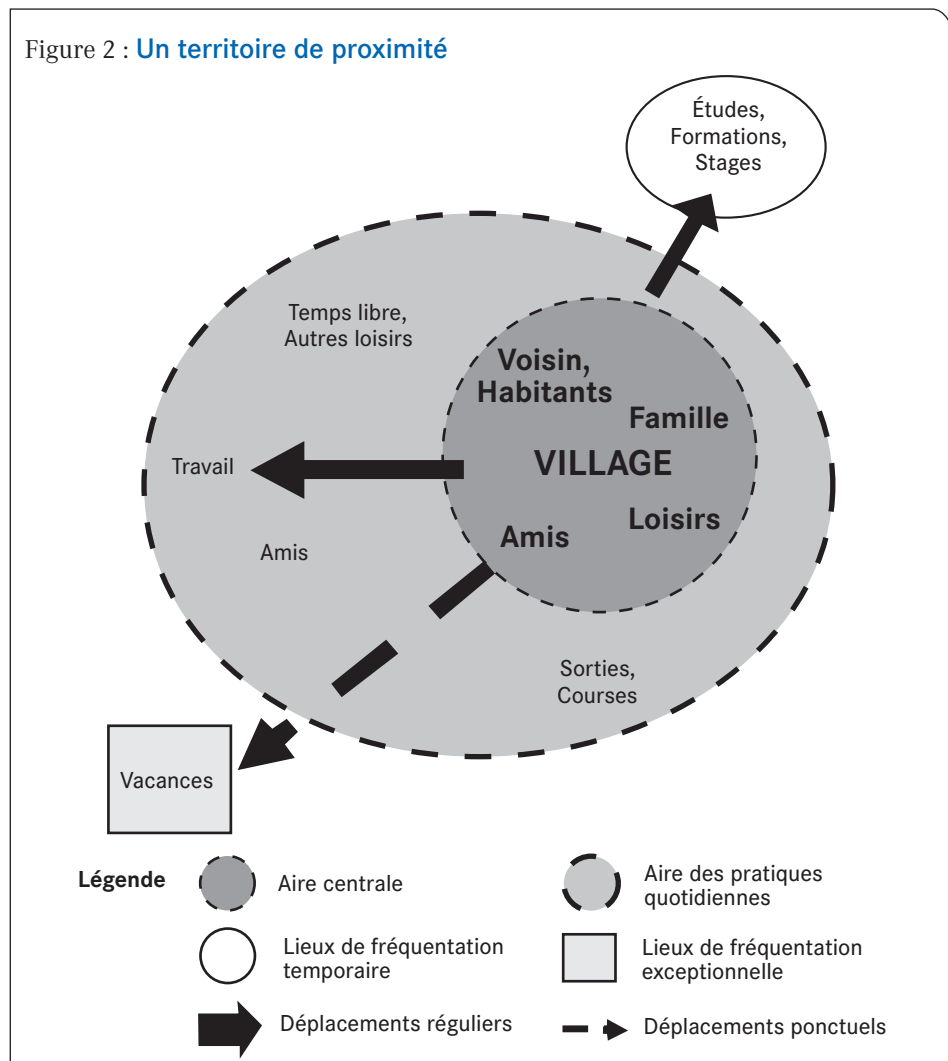 Figure 2 : Un territoire de proximité
Études,
Formations,
Stages
Temps libre,
Autres loisirs
Voisin,
Habitants
Famille
VILLAGE
Travail
Loisirs
Amis
Amis
Sorties,
Courses
Vacances
Légende
Aire centrale
Aire des pratiques
quotidiennes
Lieux de fréquentation
temporaire
Lieux de fréquentation
exceptionnelle
Déplacements réguliers
Déplacements ponctuels